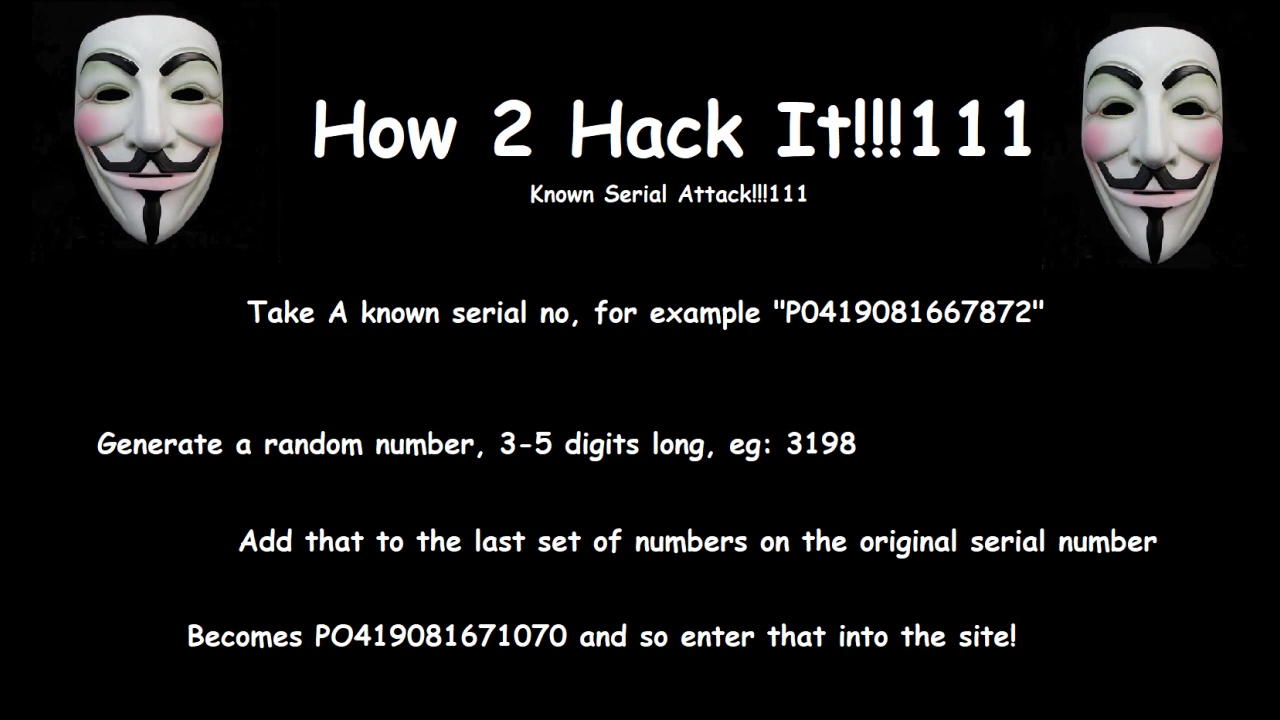 How 2 Hack It!!!111
Known Serial Attack!!!111
Take A known serial no, for example "P0419081667872"
Generate a random number, 3-5 digits long, eg: 3198
Add that to the last set of numbers on the original serial number
Becomes PO419081671070 and so enter that into the site!